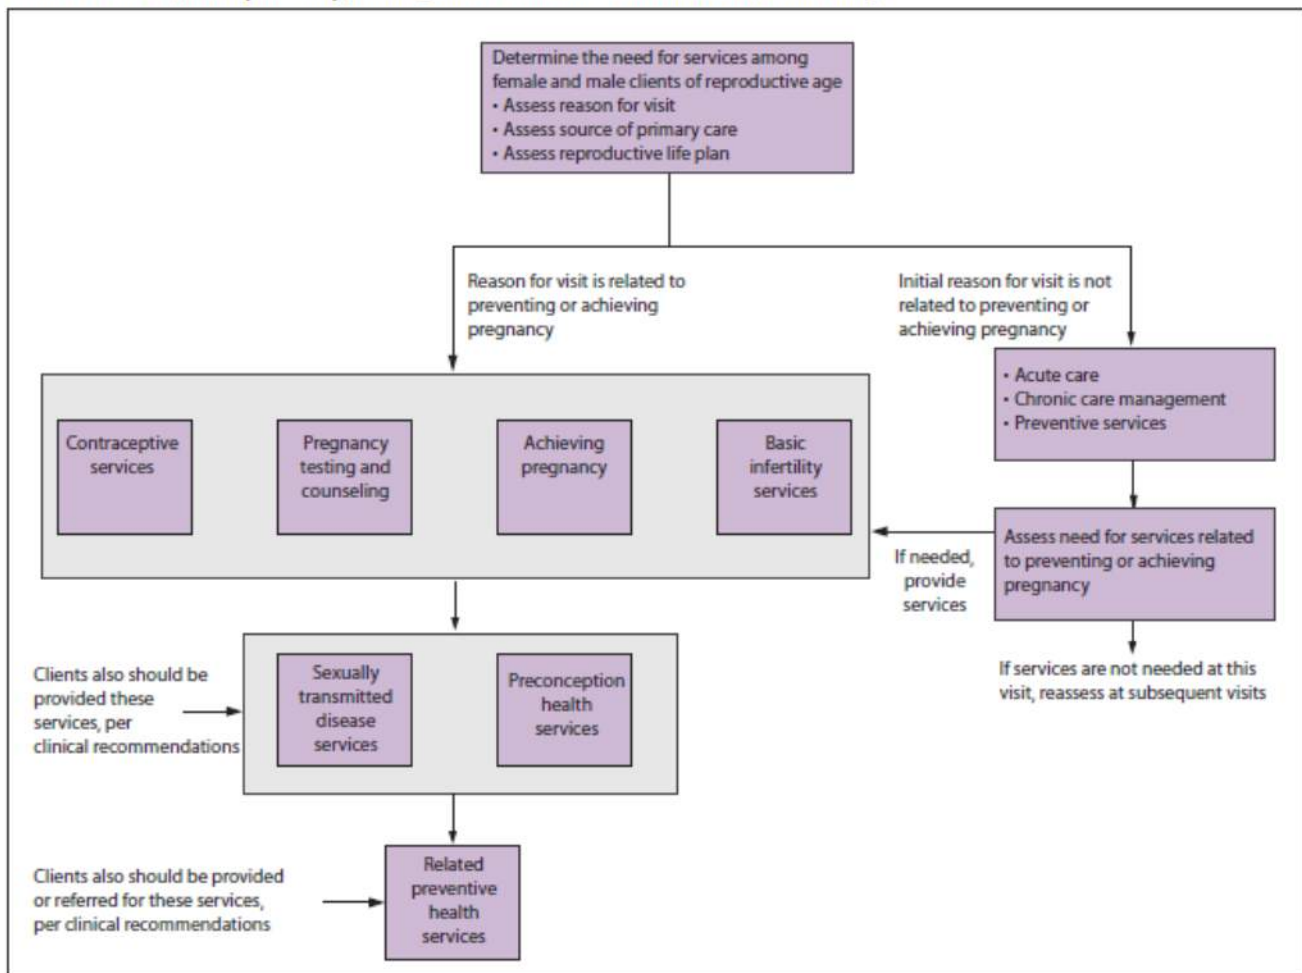 Determine the need for services among
female and male clients of reproductive age
• Assess reason for visit
• Assess source of primary care
• Assess reproductive life plan
Reason for visit is related to
preventing or achieving
pregnancy
Initial reason for visit is not
related to preventing or
achieving pregnancy
• Acute care
• Chronic care management
• Preventive services
Contraceptive
services
Pregnancy
testing and
counseling
Achieving
pregnancy
Basic
infertility
services
Assess need for services related
to preventing or achieving
pregnancy
If needed,
provide
services
If services are not needed at this
visit, reassess at subsequent visits
Clients also should be
provided these
services, per
clinical recommendations
Sexually
transmitted
disease
services
Preconception
health
services
Clients also should be provided
or referred for these services,
per clinical recommendations
Related
preventive
health
services